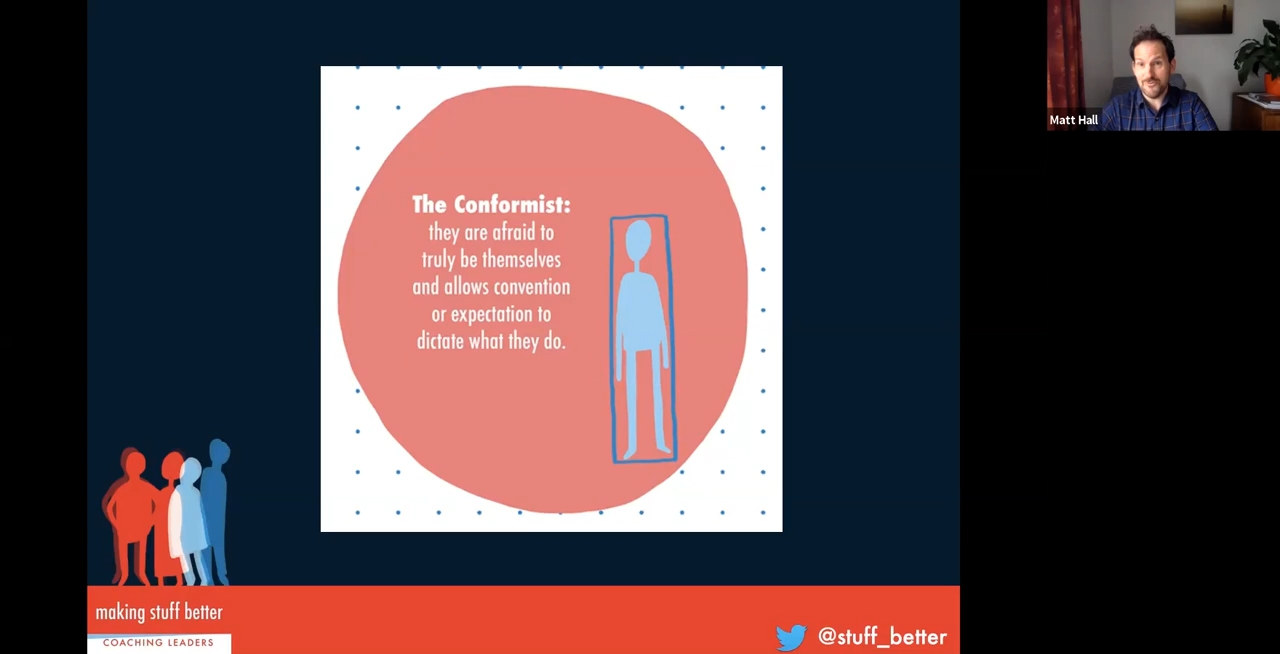 The Conformist:
they are afraid to
truly be themselves
and allows convention
or expectation to
dictate what they do.
Matt Hall
making stuff better
COACHING LEADERS
@stuff_better